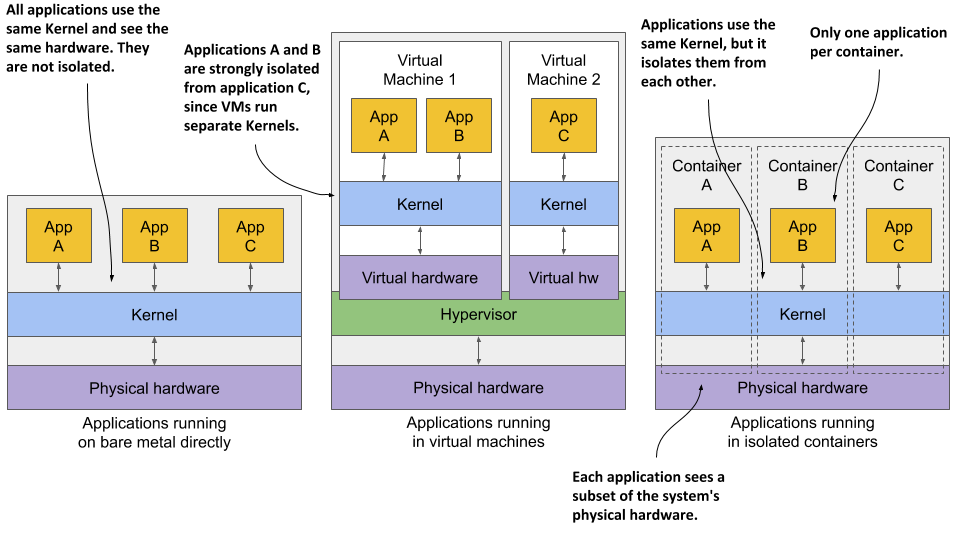 All applications use the
same Kernel and see the
same hardware. They
are not isolated.
Applications A and B
are strongly isolated
from application C,
since VMs run
separate Kernels.
Applications use the
same Kernel, but it
isolates them from
each other.
Only one application
per container.
App
A
App
B
App
C
Kernel
Physical hardware
Applications running
on bare metal directly
Virtual
Machine 1
Virtual
Machine 2
App
A
App
B
App
C
Kernel
Kernel
Virtual hardware
Virtual hw
Hypervisor
Physical hardware
Applications running
in virtual machines
Container
A
Container
B
Container
C
App
A
App
B
App
C
Kernel
Physical hardware
Applications running
in isolated containers
Each application sees a
subset of the system's
physical hardware.